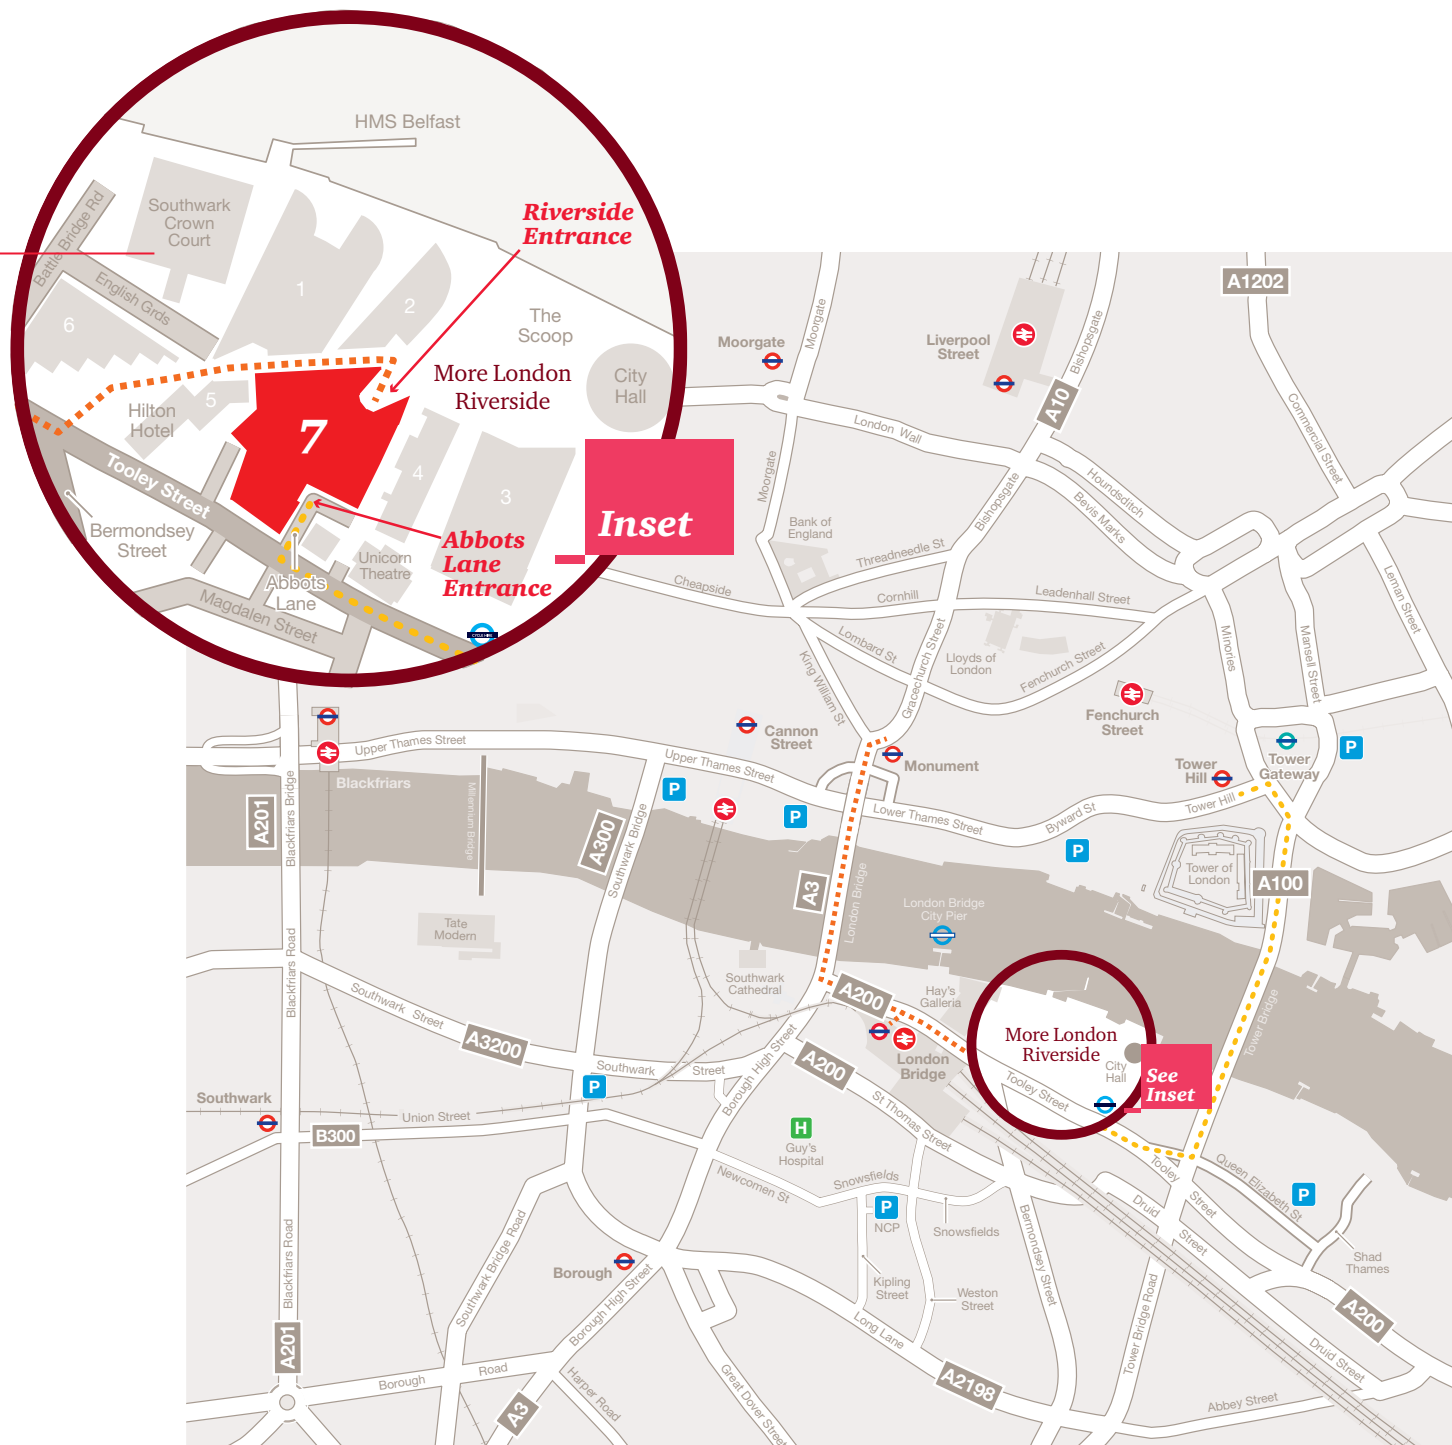 HMS Belfast
Southwark
Crown
Court
Battle Bridge Rd
English Grds
1
2
6
5
7
4
3
Riverside
Entrance
The
Scoop
More London
Riverside
City
Hall
Hilton
Hotel
Tooley Street
Bermondsey
Street
Abbots
Lane
Magdalen Street
Unicorn
Theatre
Abbots
Lane
Entrance
CYCLE HIRE
Inset
A1202
Moorgate
Moorgate
Liverpool
Street
Bishopsgate
A10
London Wall
Commercial Street
Houndsditch
Bevis Marks
Moorgate
Bishopsgate
Bank of
England
Threadneedle St
Cheapside
Cornhill
Leadenhall Street
Leman Street
Lombard St
King William St
Gracechurch Street
Lloyds of
London
Fenchurch Street
Minories
Mansell Street
Fenchurch
Street
Cannon
Street
Monument
Tower
Hill
Tower
Gateway
P
Upper Thames Street
Upper Thames Street
Blackfriars
Millennium Bridge
A201
Blackfriars Bridge
A300
Southwark Bridge
P
P
Lower Thames Street
Byward St
Tower Hill
P
Tower of
London
A100
A3
London Bridge
London Bridge
City Pier
Tate
Modern
Southwark
Cathedral
A200
Hay's
Galleria
Tower Bridge
Blackfriars Road
Southwark Street
A3200
Southwark Street
P
Borough High Street
A200
London
Bridge
More London
Riverside
City
Hall
See
Inset
Tooley Street
Southwark
Union Street
B300
H
Guy's
Hospital
St Thomas Street
Newcomen St
Snowsfields
P
NCP
Snowsfields
Tooley Street
Queen Elizabeth St
P
Druid Street
Shad
Thames
Blackfriars Road
Southwark Bridge Road
Borough
Borough High Street
Kipling
Street
Weston
Street
Bermondsey Street
Tower Bridge Road
Long Lane
A200
Druid Street
A201
Borough Road
A3
Harper Road
Great Dover Street
A2198
Abbey Street